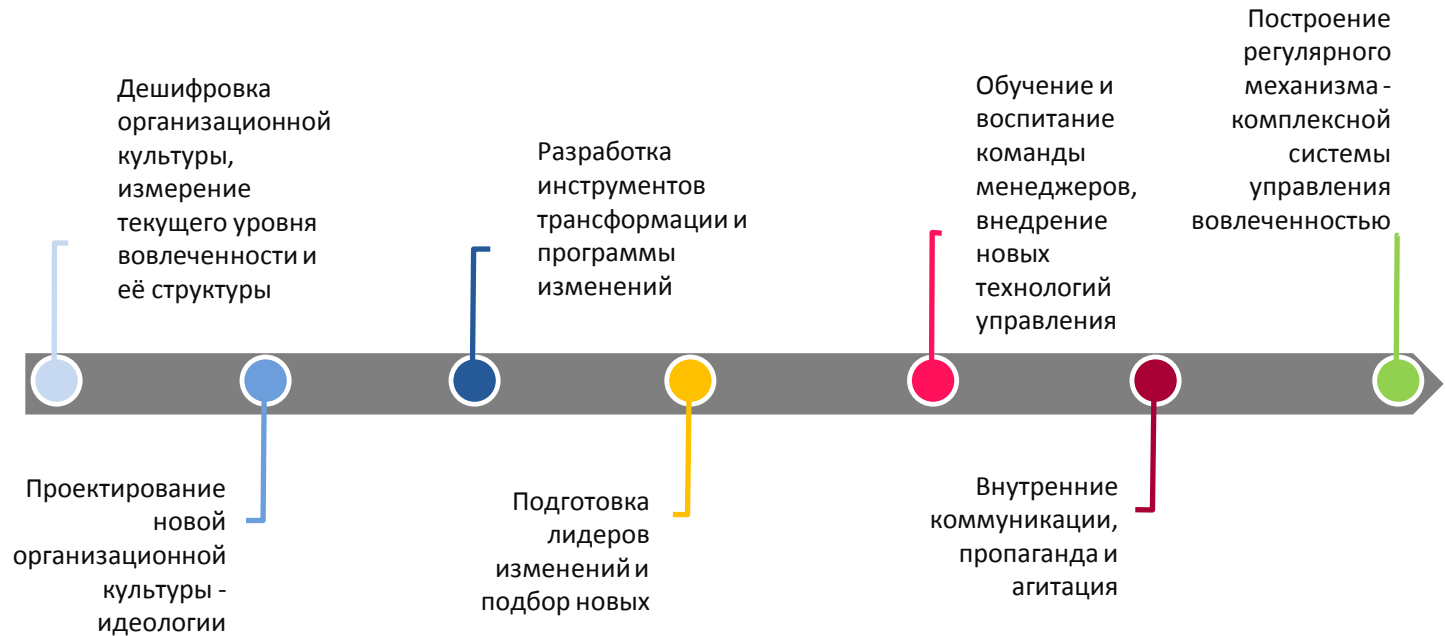 Дешифровка
организационной
культуры,
измерение
текущего уровня
вовлеченности и
её структуры
Проектирование
новой
организационной
культуры -
идеологии
Разработка
инструментов
трансформации и
программы
изменений
Подготовка
лидеров
изменений и
подбор новых
Обучение и
воспитание
команды
менеджеров,
внедрение
новых
технологий
управления
Внутренние
коммуникации,
пропаганда и
агитация
Построение
регулярного
механизма -
комплексной
системы
управления
вовлеченностью